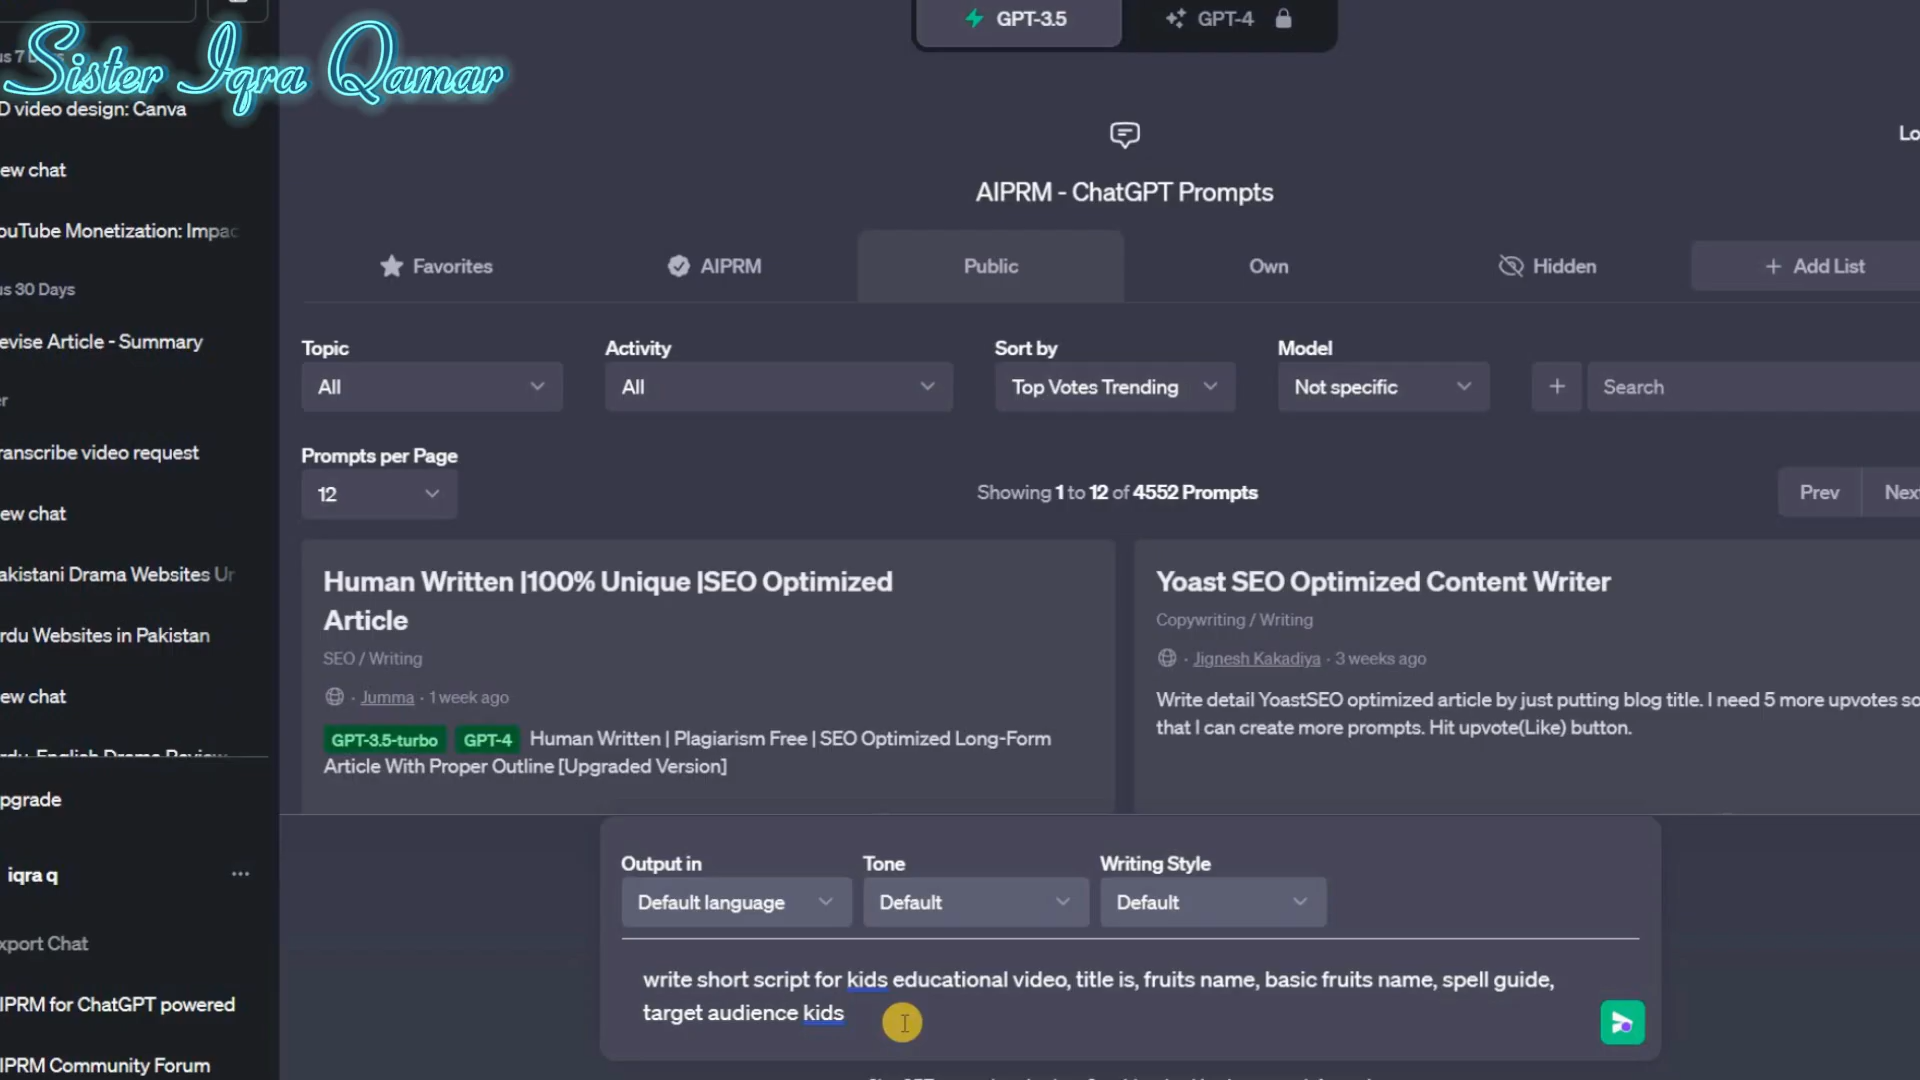 Sister Iqra Qamar
D video design: Canva
ew chat
ouTube Monetization: Impac
us 30 Days
evise Article - Summary
er
ranscribe video request
ew chat
akistani Drama Websites Ur
rdu Websites in Pakistan
ew chat
rdu-English Drama Review
pgrade
iqra q
xport Chat
IPRM for ChatGPT powered
IPRM Community Forum
GPT-3.5 GPT-4
Lo
AIPRM - ChatGPT Prompts
Favorites AIPRM Public Own Hidden + Add List
Topic Activity Sort by Model
All All Top Votes Trending Not specific + Search
Prompts per Page
12 Showing 1 to 12 of 4552 Prompts Prev Next
Human Written |100% Unique |SEO Optimized
Article
SEO / Writing
· Jumma · 1 week ago
GPT-3.5-turbo GPT-4 Human Written | Plagiarism Free | SEO Optimized Long-Form
Article With Proper Outline [Upgraded Version]
Yoast SEO Optimized Content Writer
Copywriting / Writing
· Jignesh Kakadiya · 3 weeks ago
Write detail YoastSEO optimized article by just putting blog title. I need 5 more upvotes so
that I can create more prompts. Hit upvote(Like) button.
Output in Tone Writing Style
Default language Default Default
write short script for kids educational video, title is, fruits name, basic fruits name, spell guide,
target audience kids